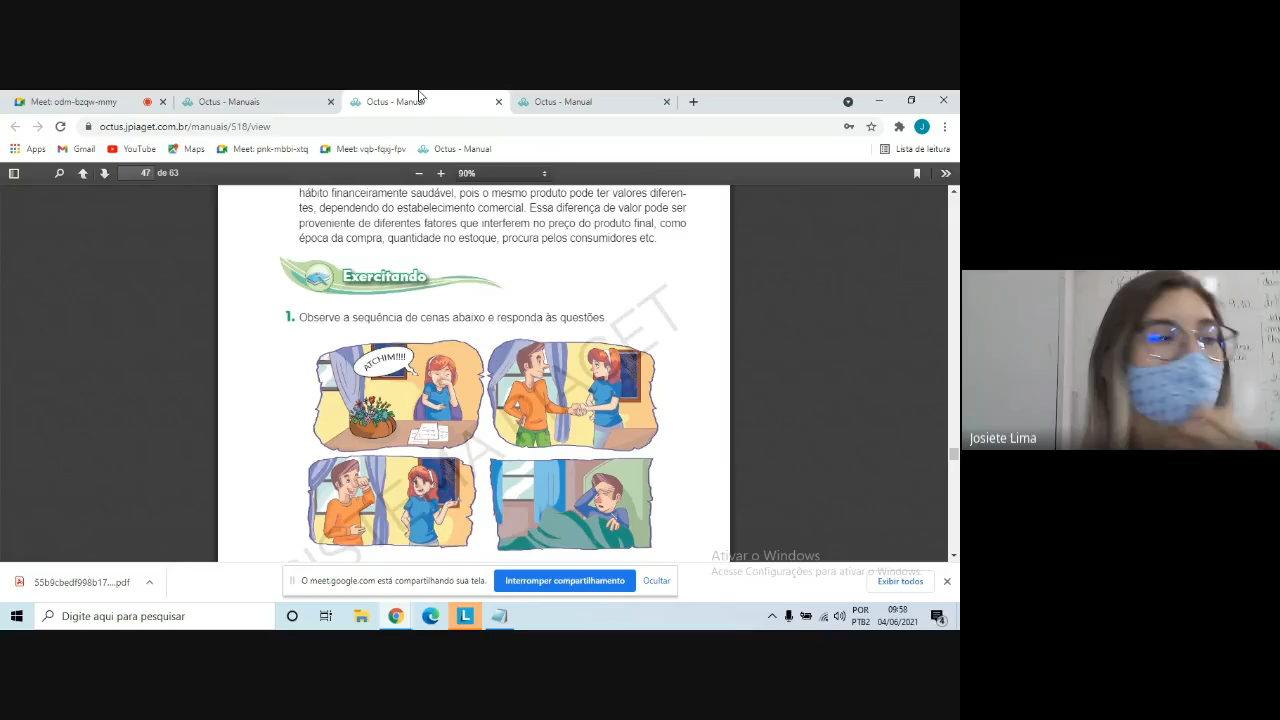 Meet: odm-bzqw-mmy
Octus - Manuais
Octus - Manual
Octus - Manual
octus.jpiaget.com.br/manuais/518/view
J
Apps
Gmail
YouTube
Maps
Meet: pnk-mbbi-xtq
Meet: vqb-fqxj-fpv
Octus - Manual
Lista de leitura
47 de 63
90%
hábito financeiramente saudável, pois o mesmo produto pode ter valores diferen-
tes, dependendo do estabelecimento comercial. Essa diferença de valor pode ser
proveniente de diferentes fatores que interferem no preço do produto final, como
época da compra, quantidade no estoque, procura pelos consumidores etc.
Exercitando
1. Observe a sequência de cenas abaixo e responda às questões.
ATCHIM!!!!
SISTEMA PIAGET
Josiete Lima
Ativar o Windows
Acesse Configurações para ativar o Windows.
55b9cbedf998b17....pdf
O meet.google.com está compartilhando sua tela.
Interromper compartilhamento
Ocultar
Exibir todos
Digite aqui para pesquisar
L
POR
PTB2
09:58
04/06/2021
4